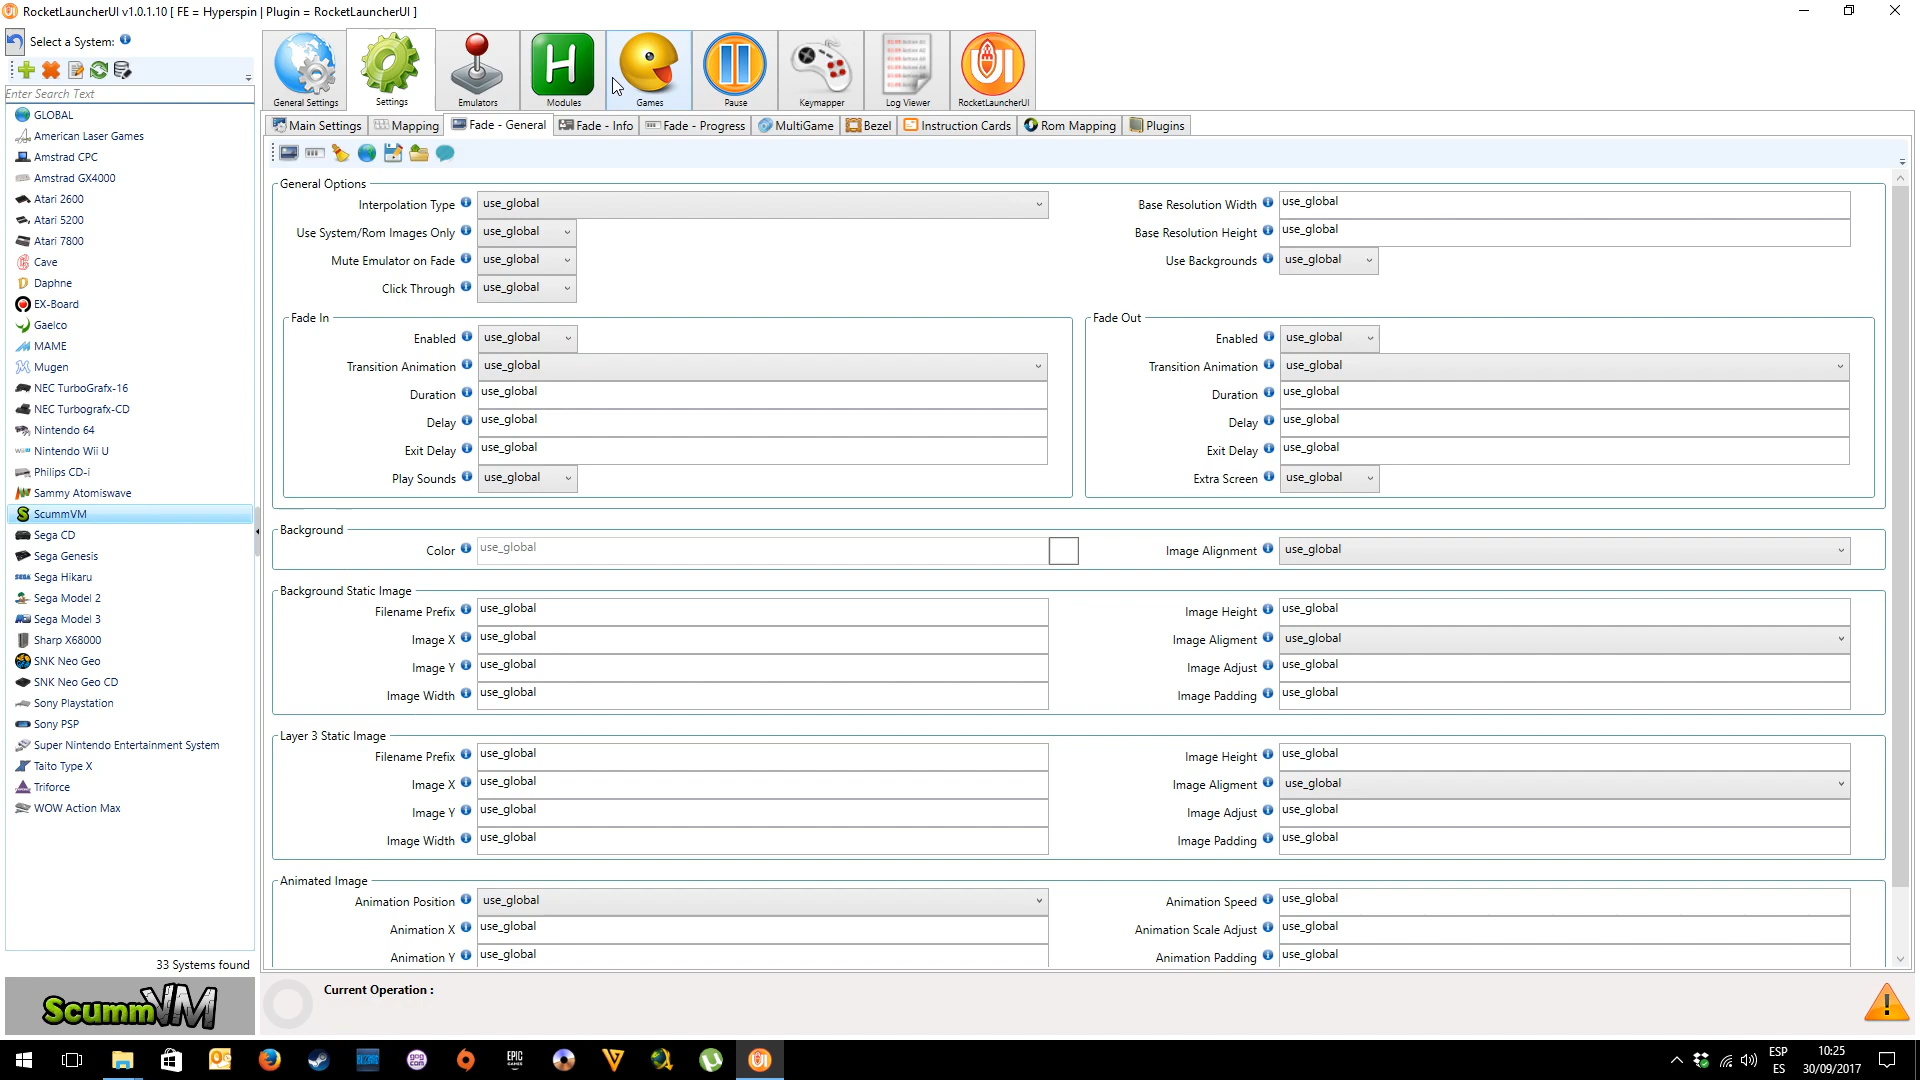 RocketLauncherUI v1.0.1.10 [ FE = Hyperspin | Plugin = RocketLauncherUI ]
Select a System:
Enter Search Text
GLOBAL
American Laser Games
Amstrad CPC
Amstrad GX4000
Atari 2600
Atari 5200
Atari 7800
Cave
Daphne
EX-Board
Gaelco
MAME
Mugen
NEC TurboGrafx-16
NEC Turbografx-CD
Nintendo 64
Nintendo Wii U
Philips CD-i
Sammy Atomiswave
ScummVM
Sega CD
Sega Genesis
Sega Hikaru
Sega Model 2
Sega Model 3
Sharp X68000
SNK Neo Geo
SNK Neo Geo CD
Sony Playstation
Sony PSP
Super Nintendo Entertainment System
Taito Type X
Triforce
WOW Action Max
33 Systems found
ScummVM
General Settings Settings Emulators Modules Games Pause Keymapper Log Viewer RocketLauncherUI
Main Settings Mapping Fade - General Fade - Info Fade - Progress MultiGame Bezel Instruction Cards Rom Mapping Plugins
General Options
Interpolation Type use_global Base Resolution Width use_global
Use System/Rom Images Only use_global Base Resolution Height use_global
Mute Emulator on Fade use_global Use Backgrounds use_global
Click Through use_global
Fade In Fade Out
Enabled use_global Enabled use_global
Transition Animation use_global Transition Animation use_global
Duration use_global Duration use_global
Delay use_global Delay use_global
Exit Delay use_global Exit Delay use_global
Play Sounds use_global Extra Screen use_global
Background
Color use_global Image Alignment use_global
Background Static Image
Filename Prefix use_global Image Height use_global
Image X use_global Image Aligment use_global
Image Y use_global Image Adjust use_global
Image Width use_global Image Padding use_global
Layer 3 Static Image
Filename Prefix use_global Image Height use_global
Image X use_global Image Aligment use_global
Image Y use_global Image Adjust use_global
Image Width use_global Image Padding use_global
Animated Image
Animation Position use_global Animation Speed use_global
Animation X use_global Animation Scale Adjust use_global
Animation Y use_global Animation Padding use_global
Current Operation :
EPIC GAMES
ESP
ES
10:25
30/09/2017